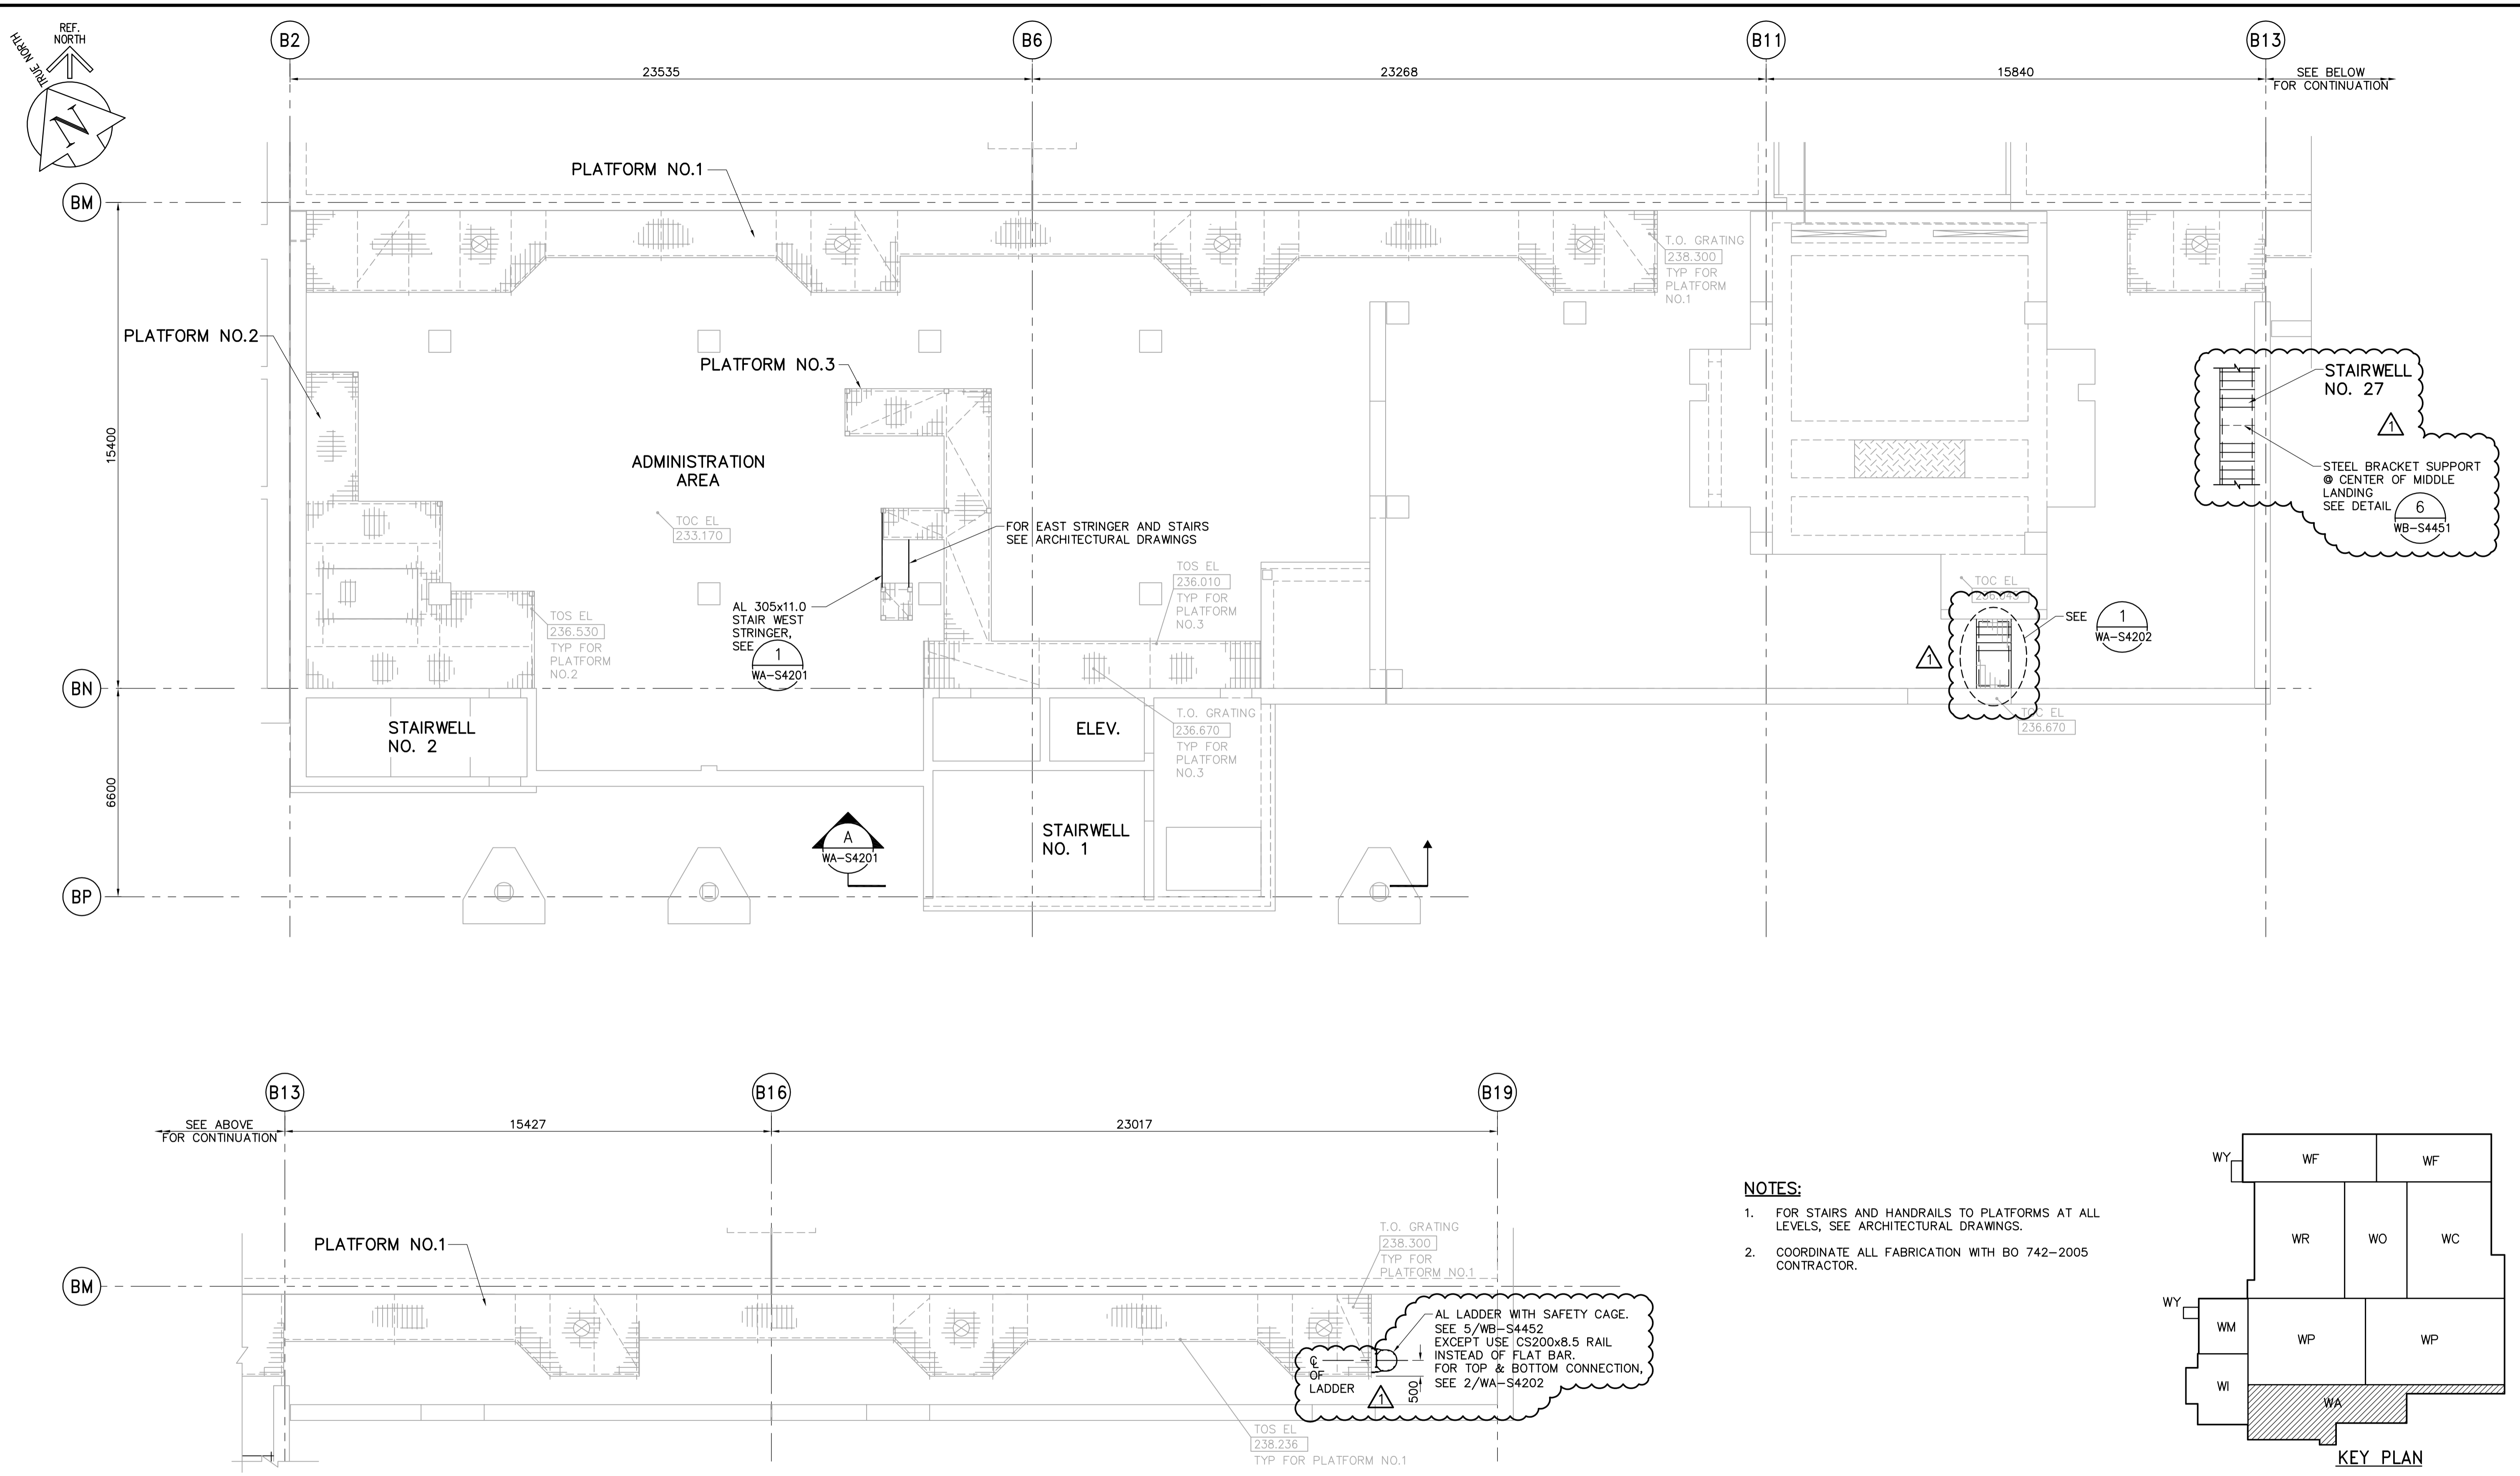 REF.
NORTH
TRUE NORTH
N
B2
B6
B11
B13
23535
23268
15840
SEE BELOW
FOR CONTINUATION
BM
BN
BP
15400
6600
PLATFORM NO.1
PLATFORM NO.2
PLATFORM NO.3
T.O. GRATING
238.300
TYP FOR
PLATFORM
NO.1
STAIRWELL
NO. 27
1
STEEL BRACKET SUPPORT
@ CENTER OF MIDDLE
LANDING
SEE DETAIL
6
WB-S4451
ADMINISTRATION
AREA
TOC EL
233.170
FOR EAST STRINGER AND STAIRS
SEE ARCHITECTURAL DRAWINGS
AL 305x11.0
STAIR WEST
STRINGER,
SEE
1
WA-S4201
TOS EL
236.530
TYP FOR
PLATFORM
NO.2
TOS EL
236.010
TYP FOR
PLATFORM
NO.3
TOC EL
SEE
1
WA-S4202
1
TOC EL
236.670
T.O. GRATING
236.670
TYP FOR
PLATFORM
NO.3
STAIRWELL
NO. 2
ELEV.
STAIRWELL
NO. 1
A
WA-S4201
B13
B16
B19
SEE ABOVE
FOR CONTINUATION
15427
23017
BM
PLATFORM NO.1
T.O. GRATING
238.300
TYP FOR
PLATFORM NO.1
AL LADDER WITH SAFETY CAGE.
SEE 5/WB-S4452
EXCEPT USE CS200x8.5 RAIL
INSTEAD OF FLAT BAR.
FOR TOP & BOTTOM CONNECTION,
SEE 2/WA-S4202
℄
OF
LADDER
1
500
TOS EL
238.236
TYP FOR PLATFORM NO.1
NOTES:
1. FOR STAIRS AND HANDRAILS TO PLATFORMS AT ALL
LEVELS, SEE ARCHITECTURAL DRAWINGS.
2. COORDINATE ALL FABRICATION WITH BO 742-2005
CONTRACTOR.
WY
WF
WF
WR
WO
WC
WY
WM
WP
WP
WI
WA
KEY PLAN